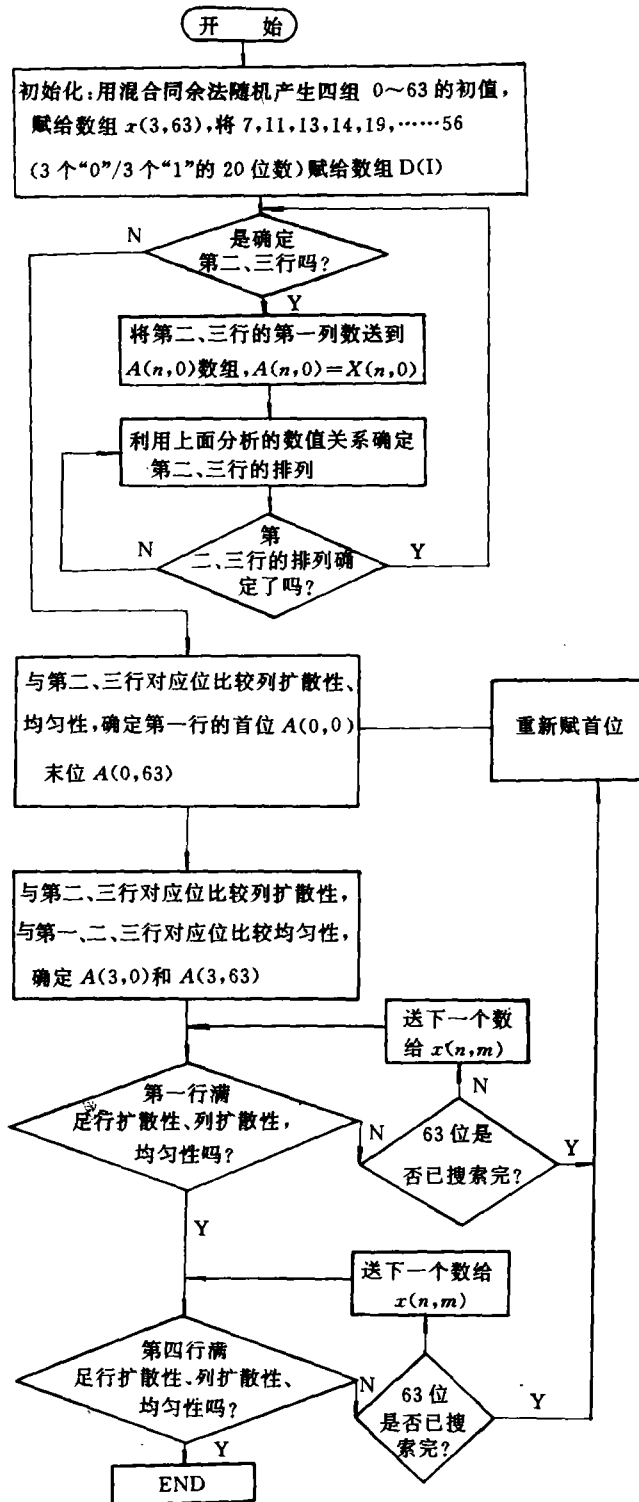 开 始
初始化:用混合同余法随机产生四组 0～63 的初值,
赋给数组 x(3,63),将 7,11,13,14,19,……56
(3 个“0”/3 个“1”的 20 位数)赋给数组 D(I)
N
是确定
第二、三行吗?
Y
将第二、三行的第一列数送到
A(n,0)数组,A(n,0)=X(n,0)
利用上面分析的数值关系确定
第二、三行的排列
N
第
二、三行的排列确
定了吗?
Y
与第二、三行对应位比较列扩散性、
均匀性,确定第一行的首位 A(0,0)
末位 A(0,63)
重新赋首位
与第二、三行对应位比较列扩散性,
与第一、二、三行对应位比较均匀性,
确定 A(3,0)和 A(3,63)
送下一个数
给 x(n,m)
N
第一行满
足行扩散性、列扩散性,
均匀性吗?
N
63 位是
否已搜索完?
Y
Y
送下一个数给
x(n,m)
第四行满
足行扩散性、列扩散性、
均匀性吗?
N
63 位
是否已搜
索完?
Y
Y
END